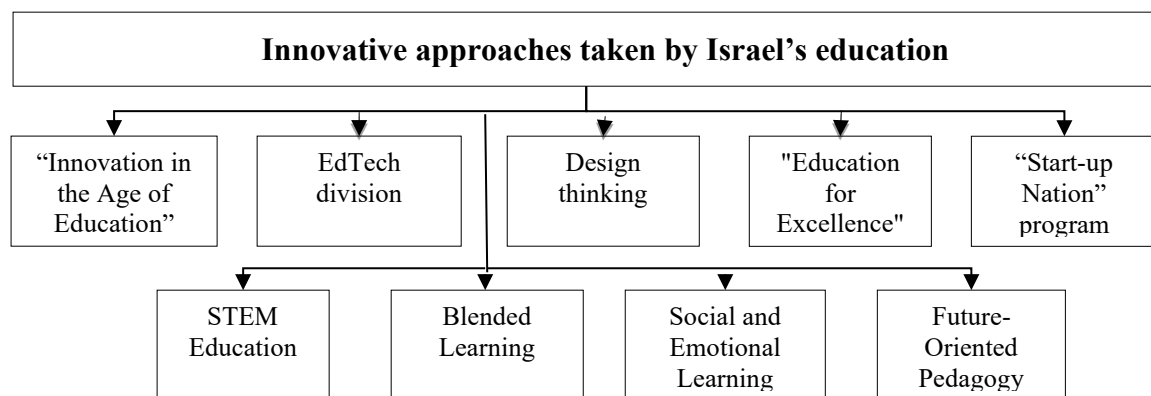 Innovative approaches taken by Israel’s education
“Innovation in
the Age of
Education”
EdTech
division
Design
thinking
"Education
for
Excellence"
“Start-up
Nation”
program
STEM
Education
Blended
Learning
Social and
Emotional
Learning
Future-
Oriented
Pedagogy